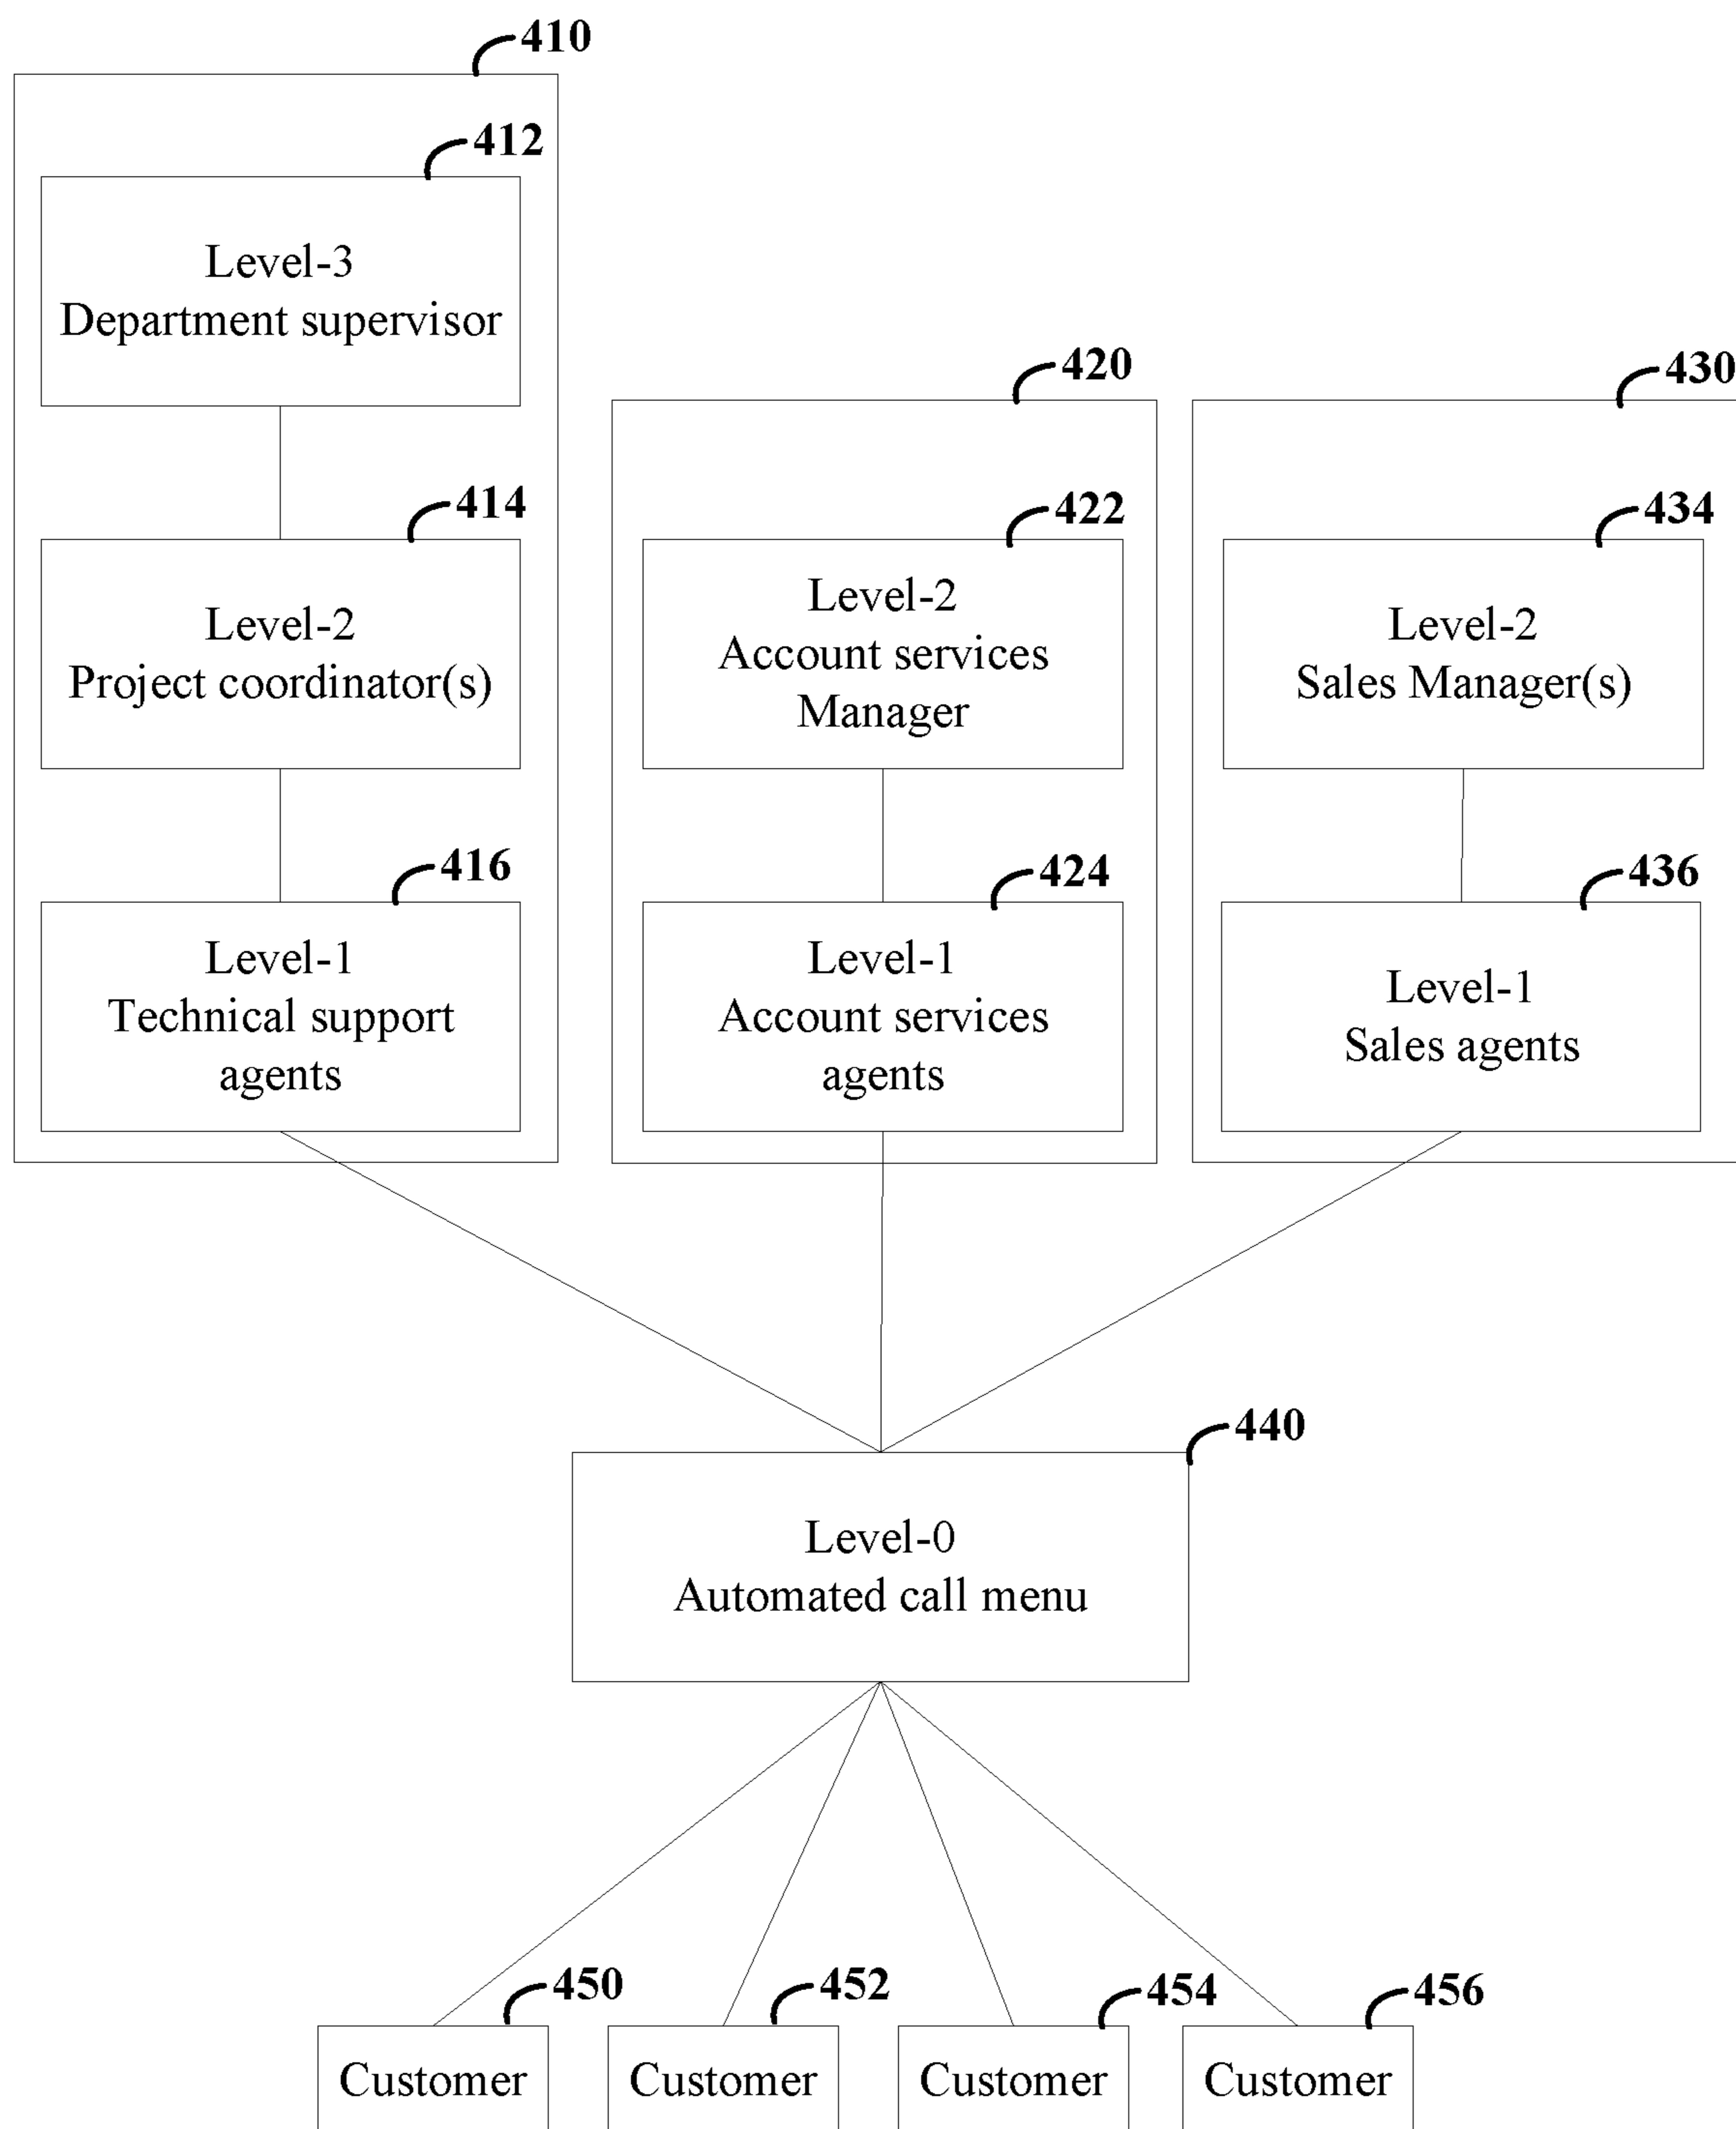 410
412
Level-3
Department supervisor
420
430
414
Level-2
Project coordinator(s)
422
Level-2
Account services
Manager
434
Level-2
Sales Manager(s)
416
Level-1
Technical support
agents
424
Level-1
Account services
agents
436
Level-1
Sales agents
440
Level-0
Automated call menu
450
452
454
456
Customer
Customer
Customer
Customer